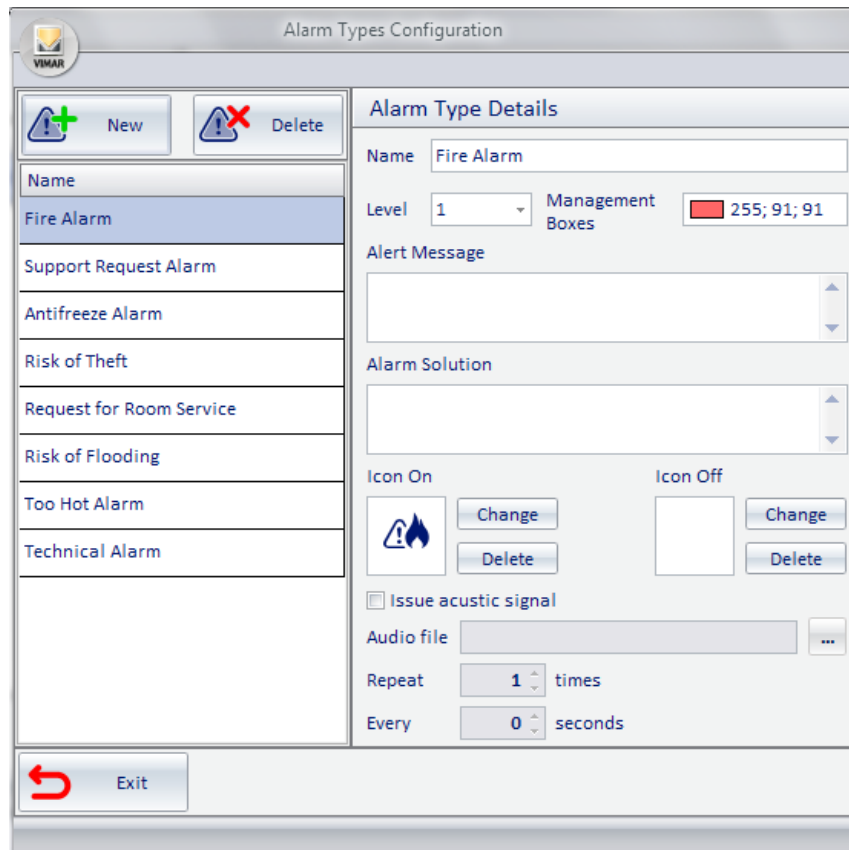 Alarm Types Configuration
VIMAR
New
Delete
Name
Fire Alarm
Support Request Alarm
Antifreeze Alarm
Risk of Theft
Request for Room Service
Risk of Flooding
Too Hot Alarm
Technical Alarm
Alarm Type Details
Name Fire Alarm
Level 1 Management Boxes 255; 91; 91
Alert Message
Alarm Solution
Icon On Icon Off
Change Change
Delete Delete
Issue acustic signal
Audio file ...
Repeat 1 times
Every 0 seconds
Exit